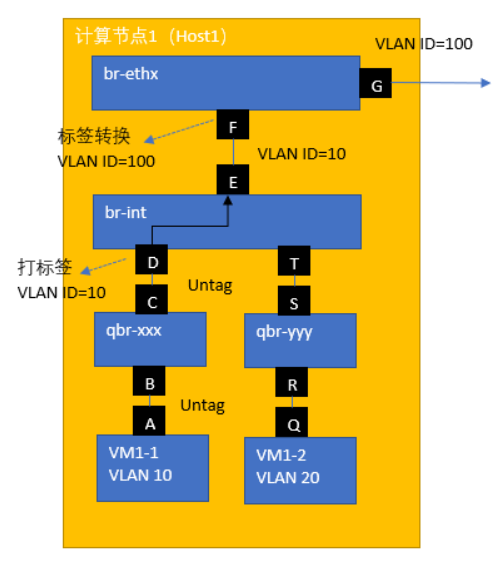 计算节点1（Host1）
VLAN ID=100
br-ethx
G
F
标签转换
VLAN ID=100
VLAN ID=10
E
br-int
D
T
打标签
VLAN ID=10
Untag
C
S
qbr-xxx
qbr-yyy
B
R
Untag
A
Q
VM1-1
VLAN 10
VM1-2
VLAN 20